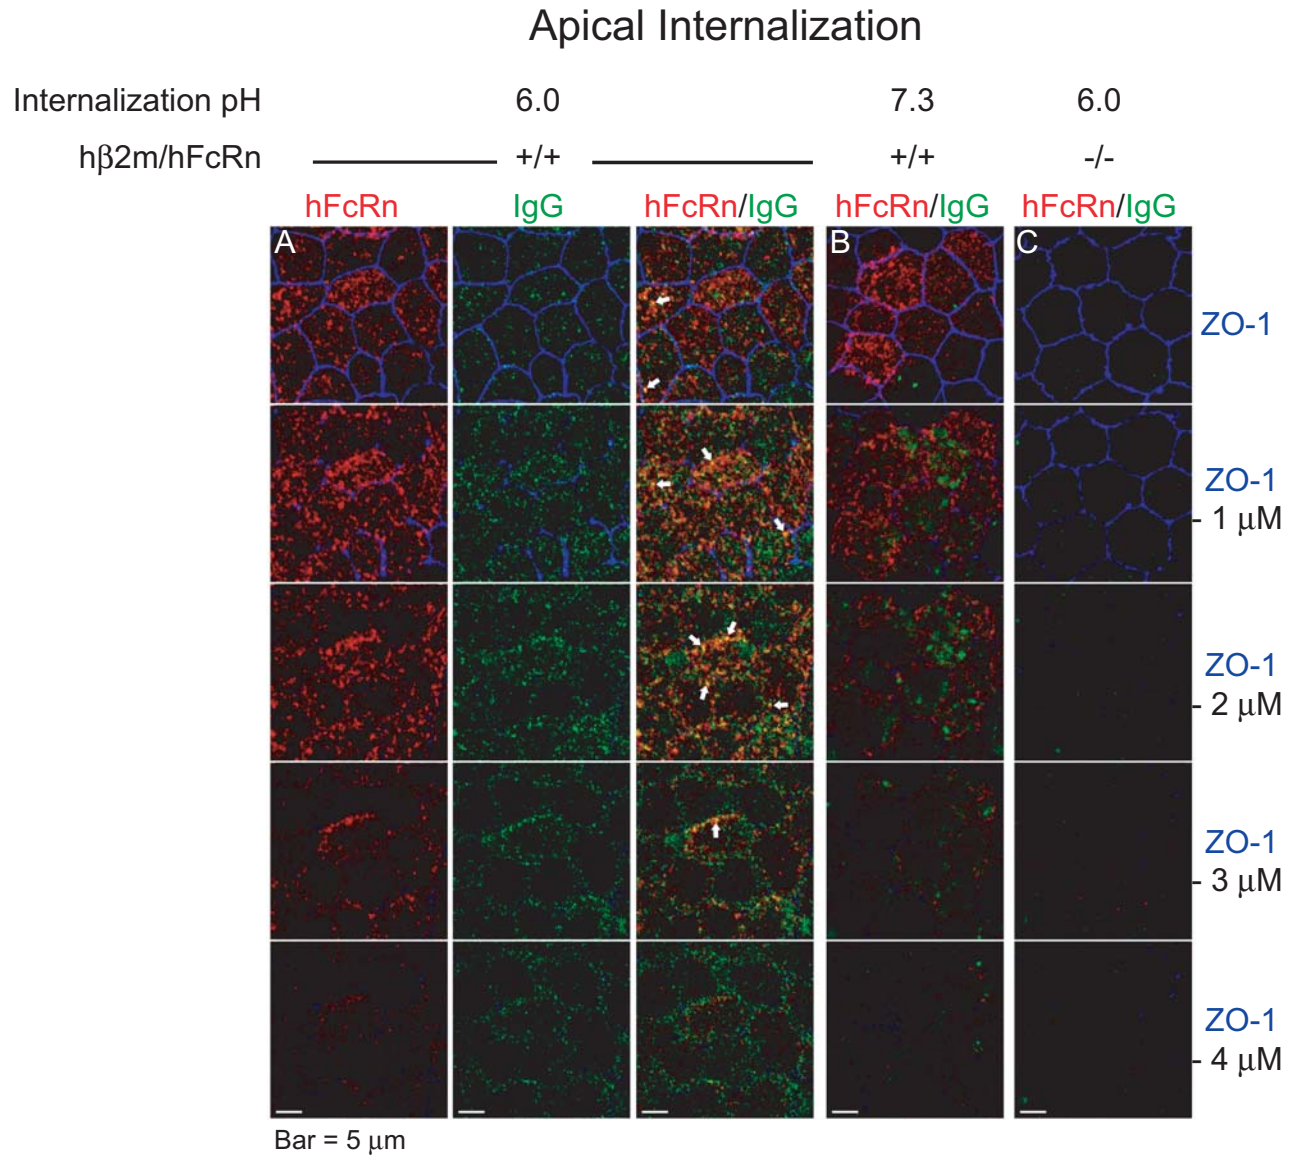 Apical Internalization
Internalization pH 6.0 7.3 6.0
hβ2m/hFcRn +/+ +/+ -/-
hFcRn IgG hFcRn/IgG hFcRn/IgG hFcRn/IgG
A B C
ZO-1
ZO-1
- 1 μM
ZO-1
- 2 μM
ZO-1
- 3 μM
ZO-1
- 4 μM
Bar = 5 μm